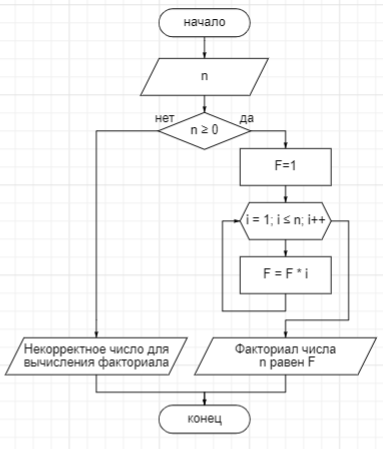 начало
n
нет
да
n ≥ 0
F=1
i = 1; i ≤ n; i++
F = F * i
Некорректное число для
вычисления факториала
Факториал числа
n равен F
конец